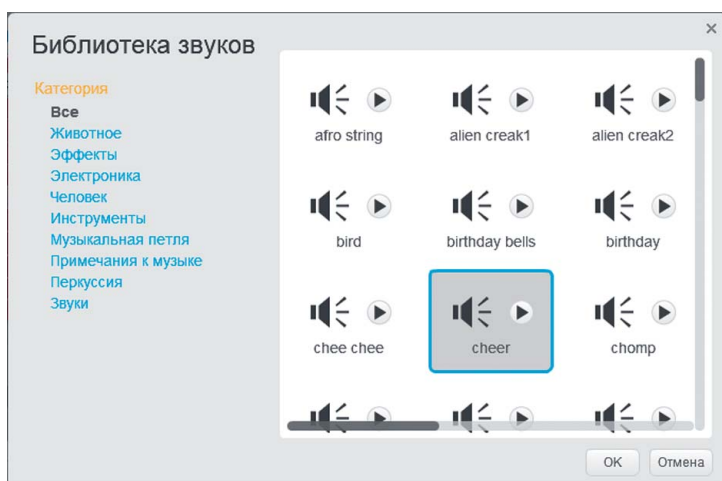 Библиотека звуков
Категория
Все
Животное
Эффекты
Электроника
Человек
Инструменты
Музыкальная петля
Примечания к музыке
Перкуссия
Звуки
afro string
alien creak1
alien creak2
bird
birthday bells
birthday
chee chee
cheer
chomp
OK
Отмена